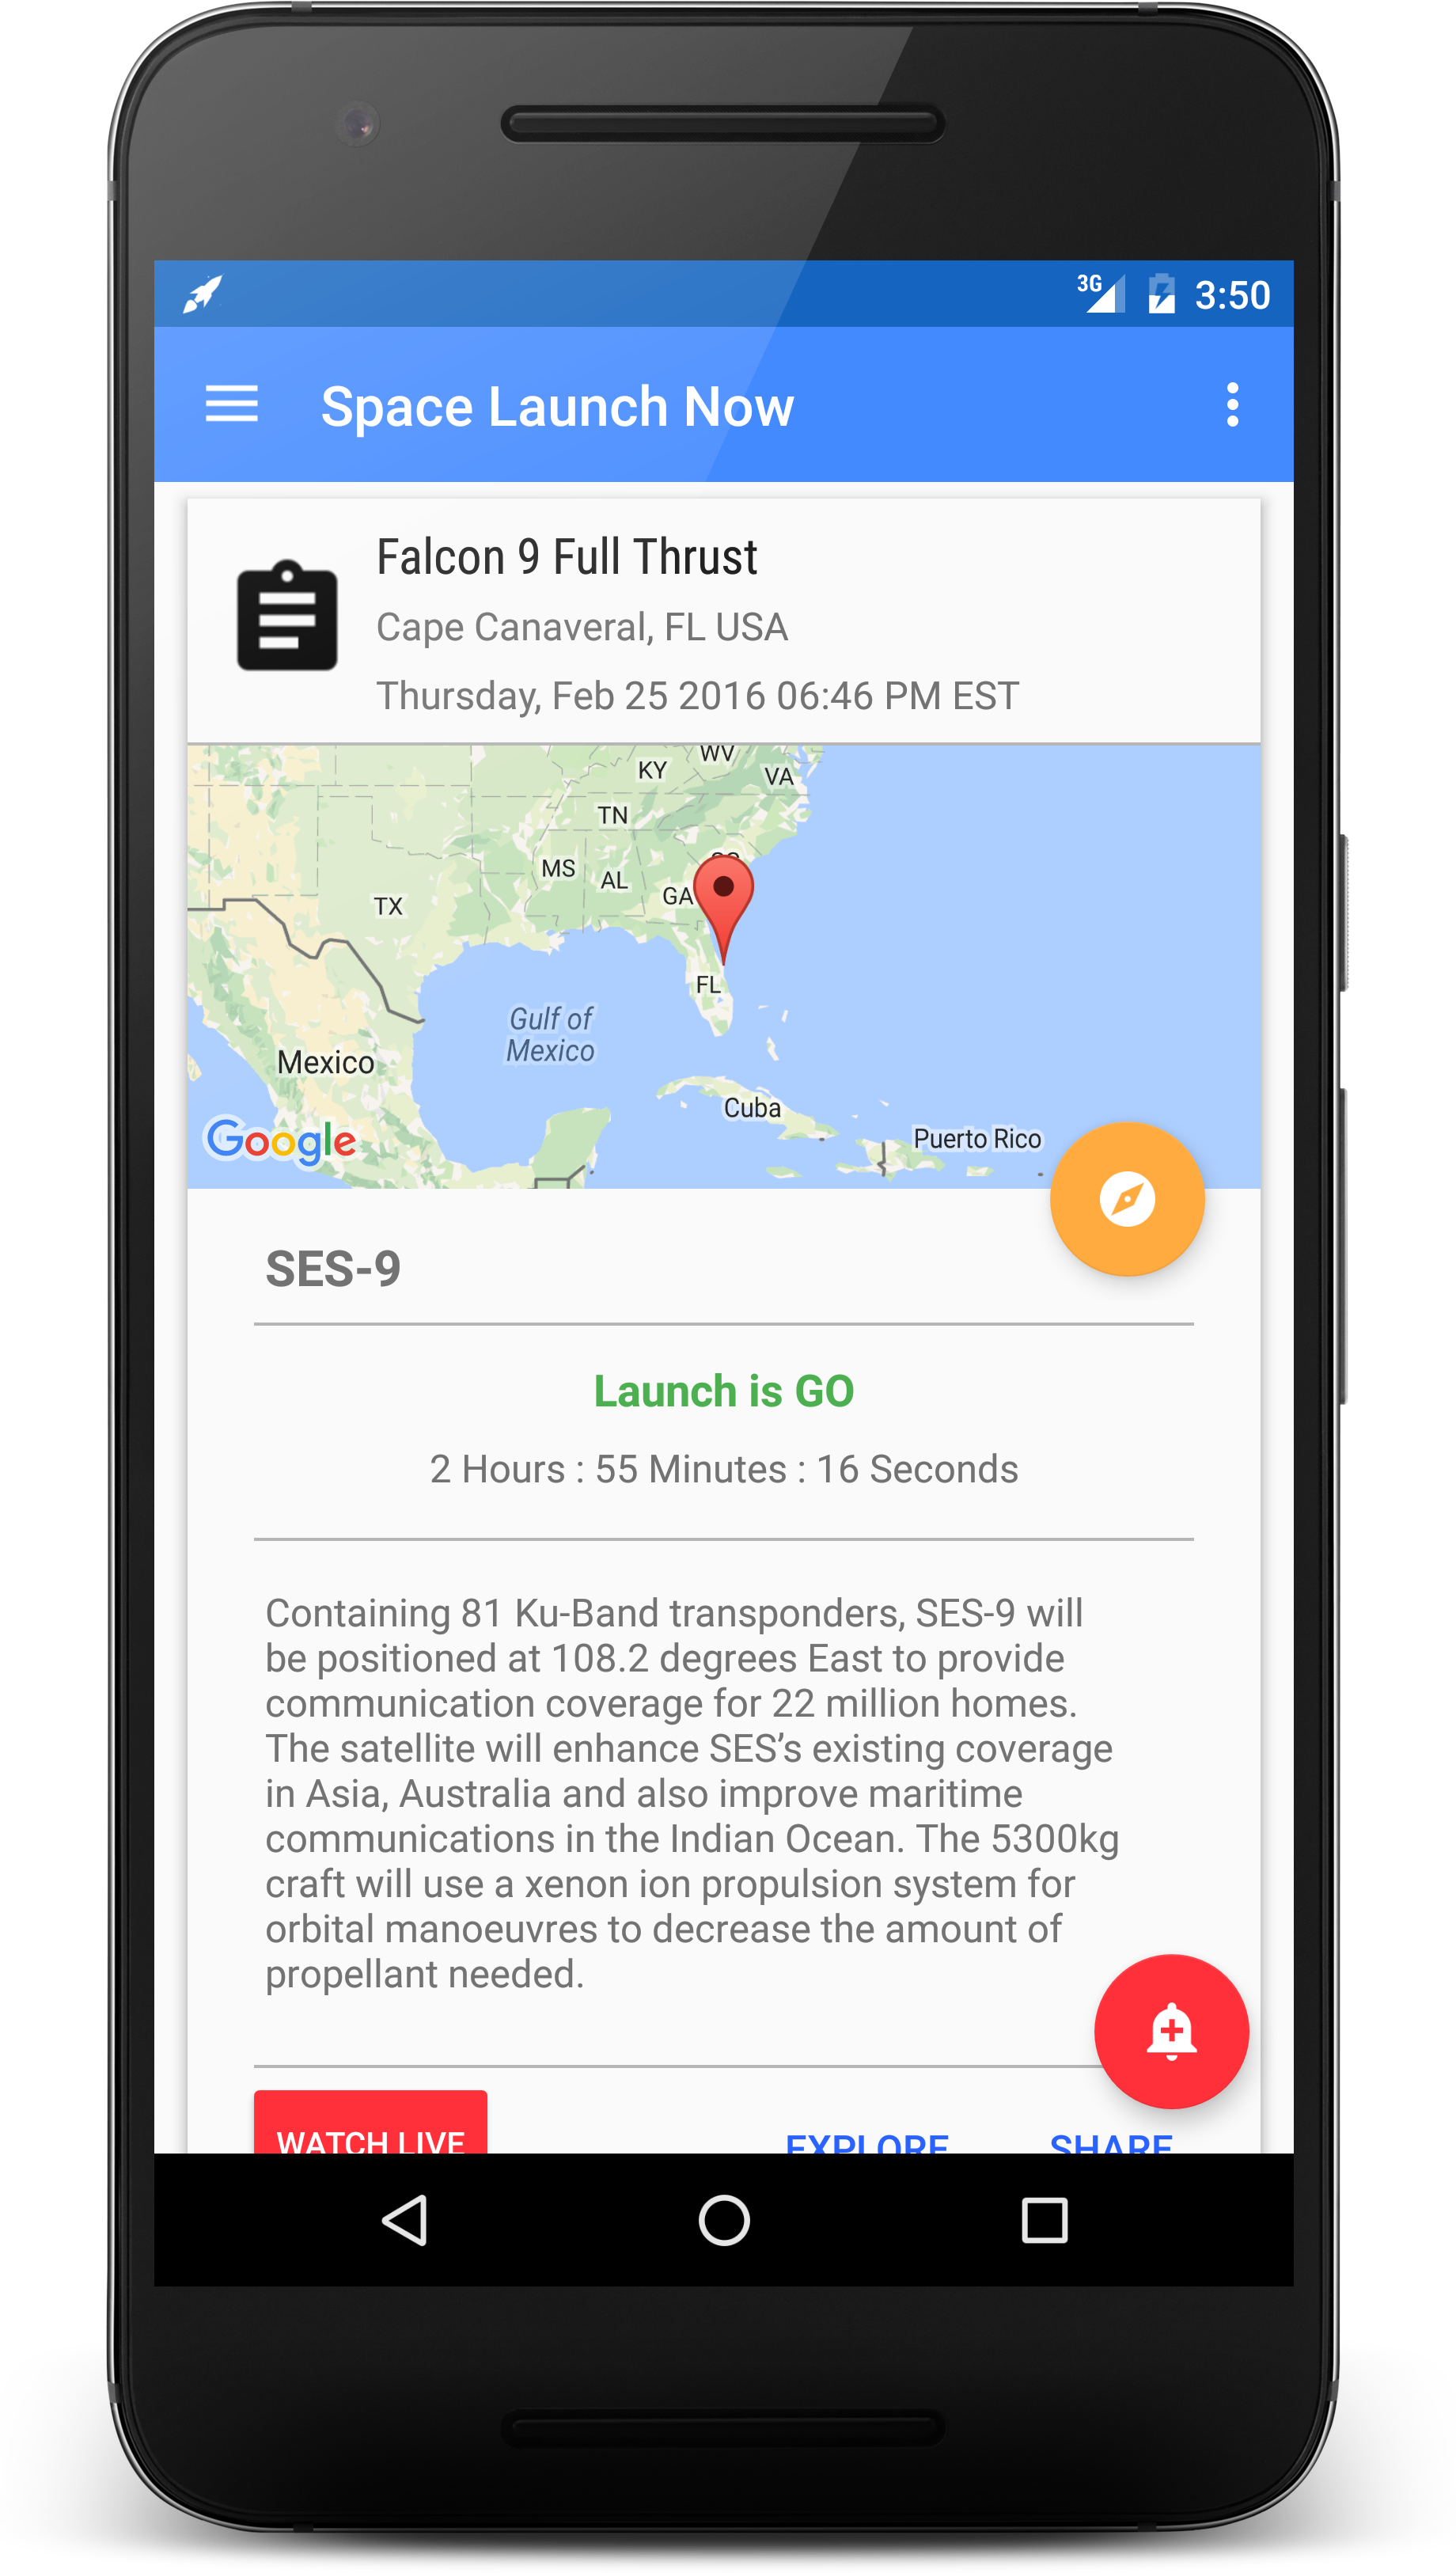 3G 3:50
Space Launch Now
Falcon 9 Full Thrust
Cape Canaveral, FL USA
Thursday, Feb 25 2016 06:46 PM EST
WV
KY
VA
TN
MS
AL
GA
TX
FL
Gulf of
Mexico
Mexico
Cuba
Puerto Rico
Google
SES-9
Launch is GO
2 Hours : 55 Minutes : 16 Seconds
Containing 81 Ku-Band transponders, SES-9 will
be positioned at 108.2 degrees East to provide
communication coverage for 22 million homes.
The satellite will enhance SES’s existing coverage
in Asia, Australia and also improve maritime
communications in the Indian Ocean. The 5300kg
craft will use a xenon ion propulsion system for
orbital manoeuvres to decrease the amount of
propellant needed.
WATCH LIVE EXPLORE SHARE